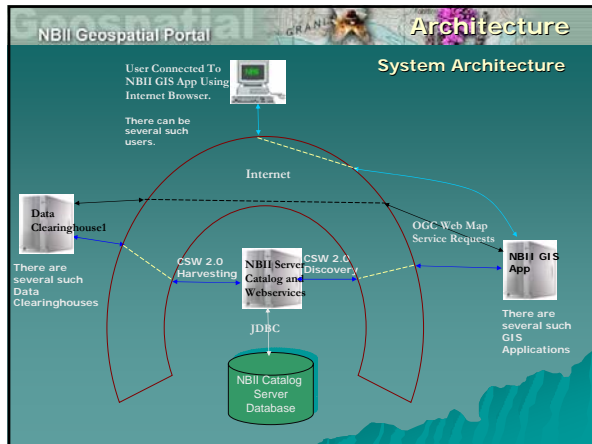 Geospatial
NBII Geospatial Portal
GRANL
Architecture
System Architecture
User Connected To
NBII GIS App Using
Internet Browser.
There can be
several such
users.
Internet
Data
Clearinghouse1
There are
several such
Data
Clearinghouses
CSW 2.0
Harvesting
NBII Server
Catalog and
Webservices
CSW 2.0
Discovery
OGC Web Map
Service Requests
NBII GIS
App
There are
several such
GIS
Applications
JDBC
NBII Catalog
Server
Database